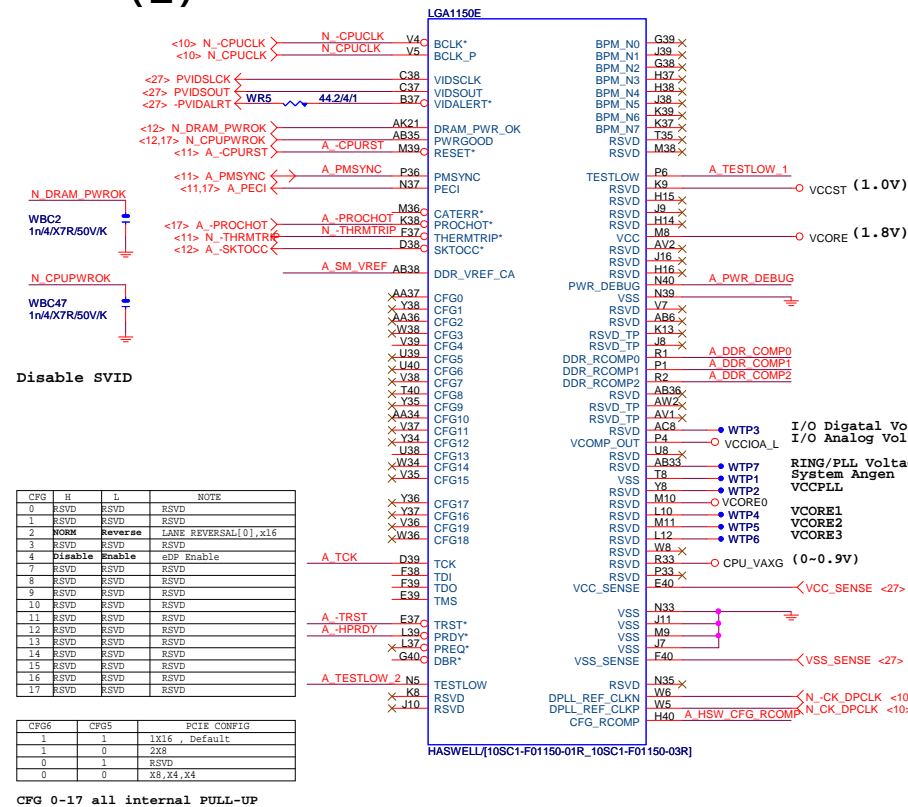 LGA1150E
<10> N_-CPUCLK N_-CPUCLK V4 BCLK*
<10> N_CPUCLK N_CPUCLK V5 BCLK_P
<27> PVIDSLCK C38 VIDSCLK
<27> PVIDSOUT C37 VIDSOUT
<27> -PVIDALRT WR5 44.2/4/1 B37 VIDALERT*
<12> N_DRAM_PWROK AK21 DRAM_PWR_OK
<12,17> N_CPUPWROK AB35 PWRGOOD
<11> A_-CPURST A_-CPURST M39 RESET*
<11> A_PMSYNC A_PMSYNC P36 PMSYNC
<11,17> A_PECI N37 PECI
M36 CATERR*
<17> A_-PROCHOT A_-PROCHOT K38 PROCHOT*
<11> N_-THRMTRIP N_-THRMTRIP F37 THERMTRIP*
<12> A_-SKTOCC* D38 SKTOCC*
A_SM_VREF AB38 DDR_VREF_CA
AA37 CFG0
Y38 CFG1
AA36 CFG2
W38 CFG3
V39 CFG4
U39 CFG5
U40 CFG6
V38 CFG7
T40 CFG8
Y35 CFG9
AA34 CFG10
V37 CFG11
Y34 CFG12
U38 CFG13
W34 CFG14
V35 CFG15
Y36 CFG17
Y37 CFG16
V36 CFG19
W36 CFG18
A_TCK D39 TCK
F38 TDI
F39 TDO
E39 TMS
A_-TRST E37 TRST*
A_-HPRDY L39 PRDY*
L37 PREQ*
G40 DBR*
A_TESTLOW_2 N5 TESTLOW
K8 RSVD
J10 RSVD
BPM_N0 G39
BPM_N1 J39
BPM_N2 G38
BPM_N3 H37
BPM_N4 H38
BPM_N5 J38
BPM_N6 K39
BPM_N7 K37
RSVD T35
RSVD M38
TESTLOW P6 A_TESTLOW_1
RSVD K9 VCCST (1.0V)
RSVD H15
RSVD J9
RSVD H14
VCC M8 VCORE (1.8V)
RSVD AV2
RSVD J16
RSVD H16
PWR_DEBUG N40 A_PWR_DEBUG
VSS N39
RSVD V7
RSVD AB6
RSVD_TP K13
RSVD_TP J8
DDR_RCOMP0 R1 A_DDR_COMP0
DDR_RCOMP1 P1 A_DDR_COMP1
DDR_RCOMP2 R2 A_DDR_COMP2
RSVD AB36
RSVD_TP AW2
RSVD_TP AV1
RSVD AC8 WTP3 I/O Digatal Vo
VCOMP_OUT P4 VCCIOA_L I/O Analog Vol
RSVD U8
RSVD AB33 WTP7 RING/PLL Volta
VSS T8 WTP1 System Angen
RSVD Y8 WTP2 VCCPLL
RSVD M10 VCORE0
RSVD L10 WTP4 VCORE1
RSVD M11 WTP5 VCORE2
RSVD L12 WTP6 VCORE3
RSVD W8
RSVD R33 CPU_VAXG (0~0.9V)
RSVD P33
VCC_SENSE E40 VCC_SENSE <27>
VSS N33
VSS J11
VSS M9
VSS J7
VSS_SENSE F40 VSS_SENSE <27>
RSVD N35
DPLL_REF_CLKN W6 N_-CK_DPCLK <10
DPLL_REF_CLKP W5 N_CK_DPCLK <10
CFG_RCOMP H40 A_HSW_CFG_RCOMP
HASWELL/[10SC1-F01150-01R_10SC1-F01150-03R]
N_DRAM_PWROK
WBC2
1n/4/X7R/50V/K
N_CPUPWROK
WBC47
1n/4/X7R/50V/K
Disable SVID
CFG H L NOTE
0 RSVD RSVD RSVD
1 RSVD RSVD RSVD
2 NORM Reverse LANE REVERSAL[0],x16
3 RSVD RSVD RSVD
4 Disable Enable eDP Enable
7 RSVD RSVD RSVD
8 RSVD RSVD RSVD
9 RSVD RSVD RSVD
10 RSVD RSVD RSVD
11 RSVD RSVD RSVD
12 RSVD RSVD RSVD
13 RSVD RSVD RSVD
14 RSVD RSVD RSVD
15 RSVD RSVD RSVD
16 RSVD RSVD RSVD
17 RSVD RSVD RSVD
CFG6 CFG5 PCIE CONFIG
1 1 1X16 , Default
1 0 2X8
0 1 RSVD
0 0 X8,X4,X4
CFG 0-17 all internal PULL-UP